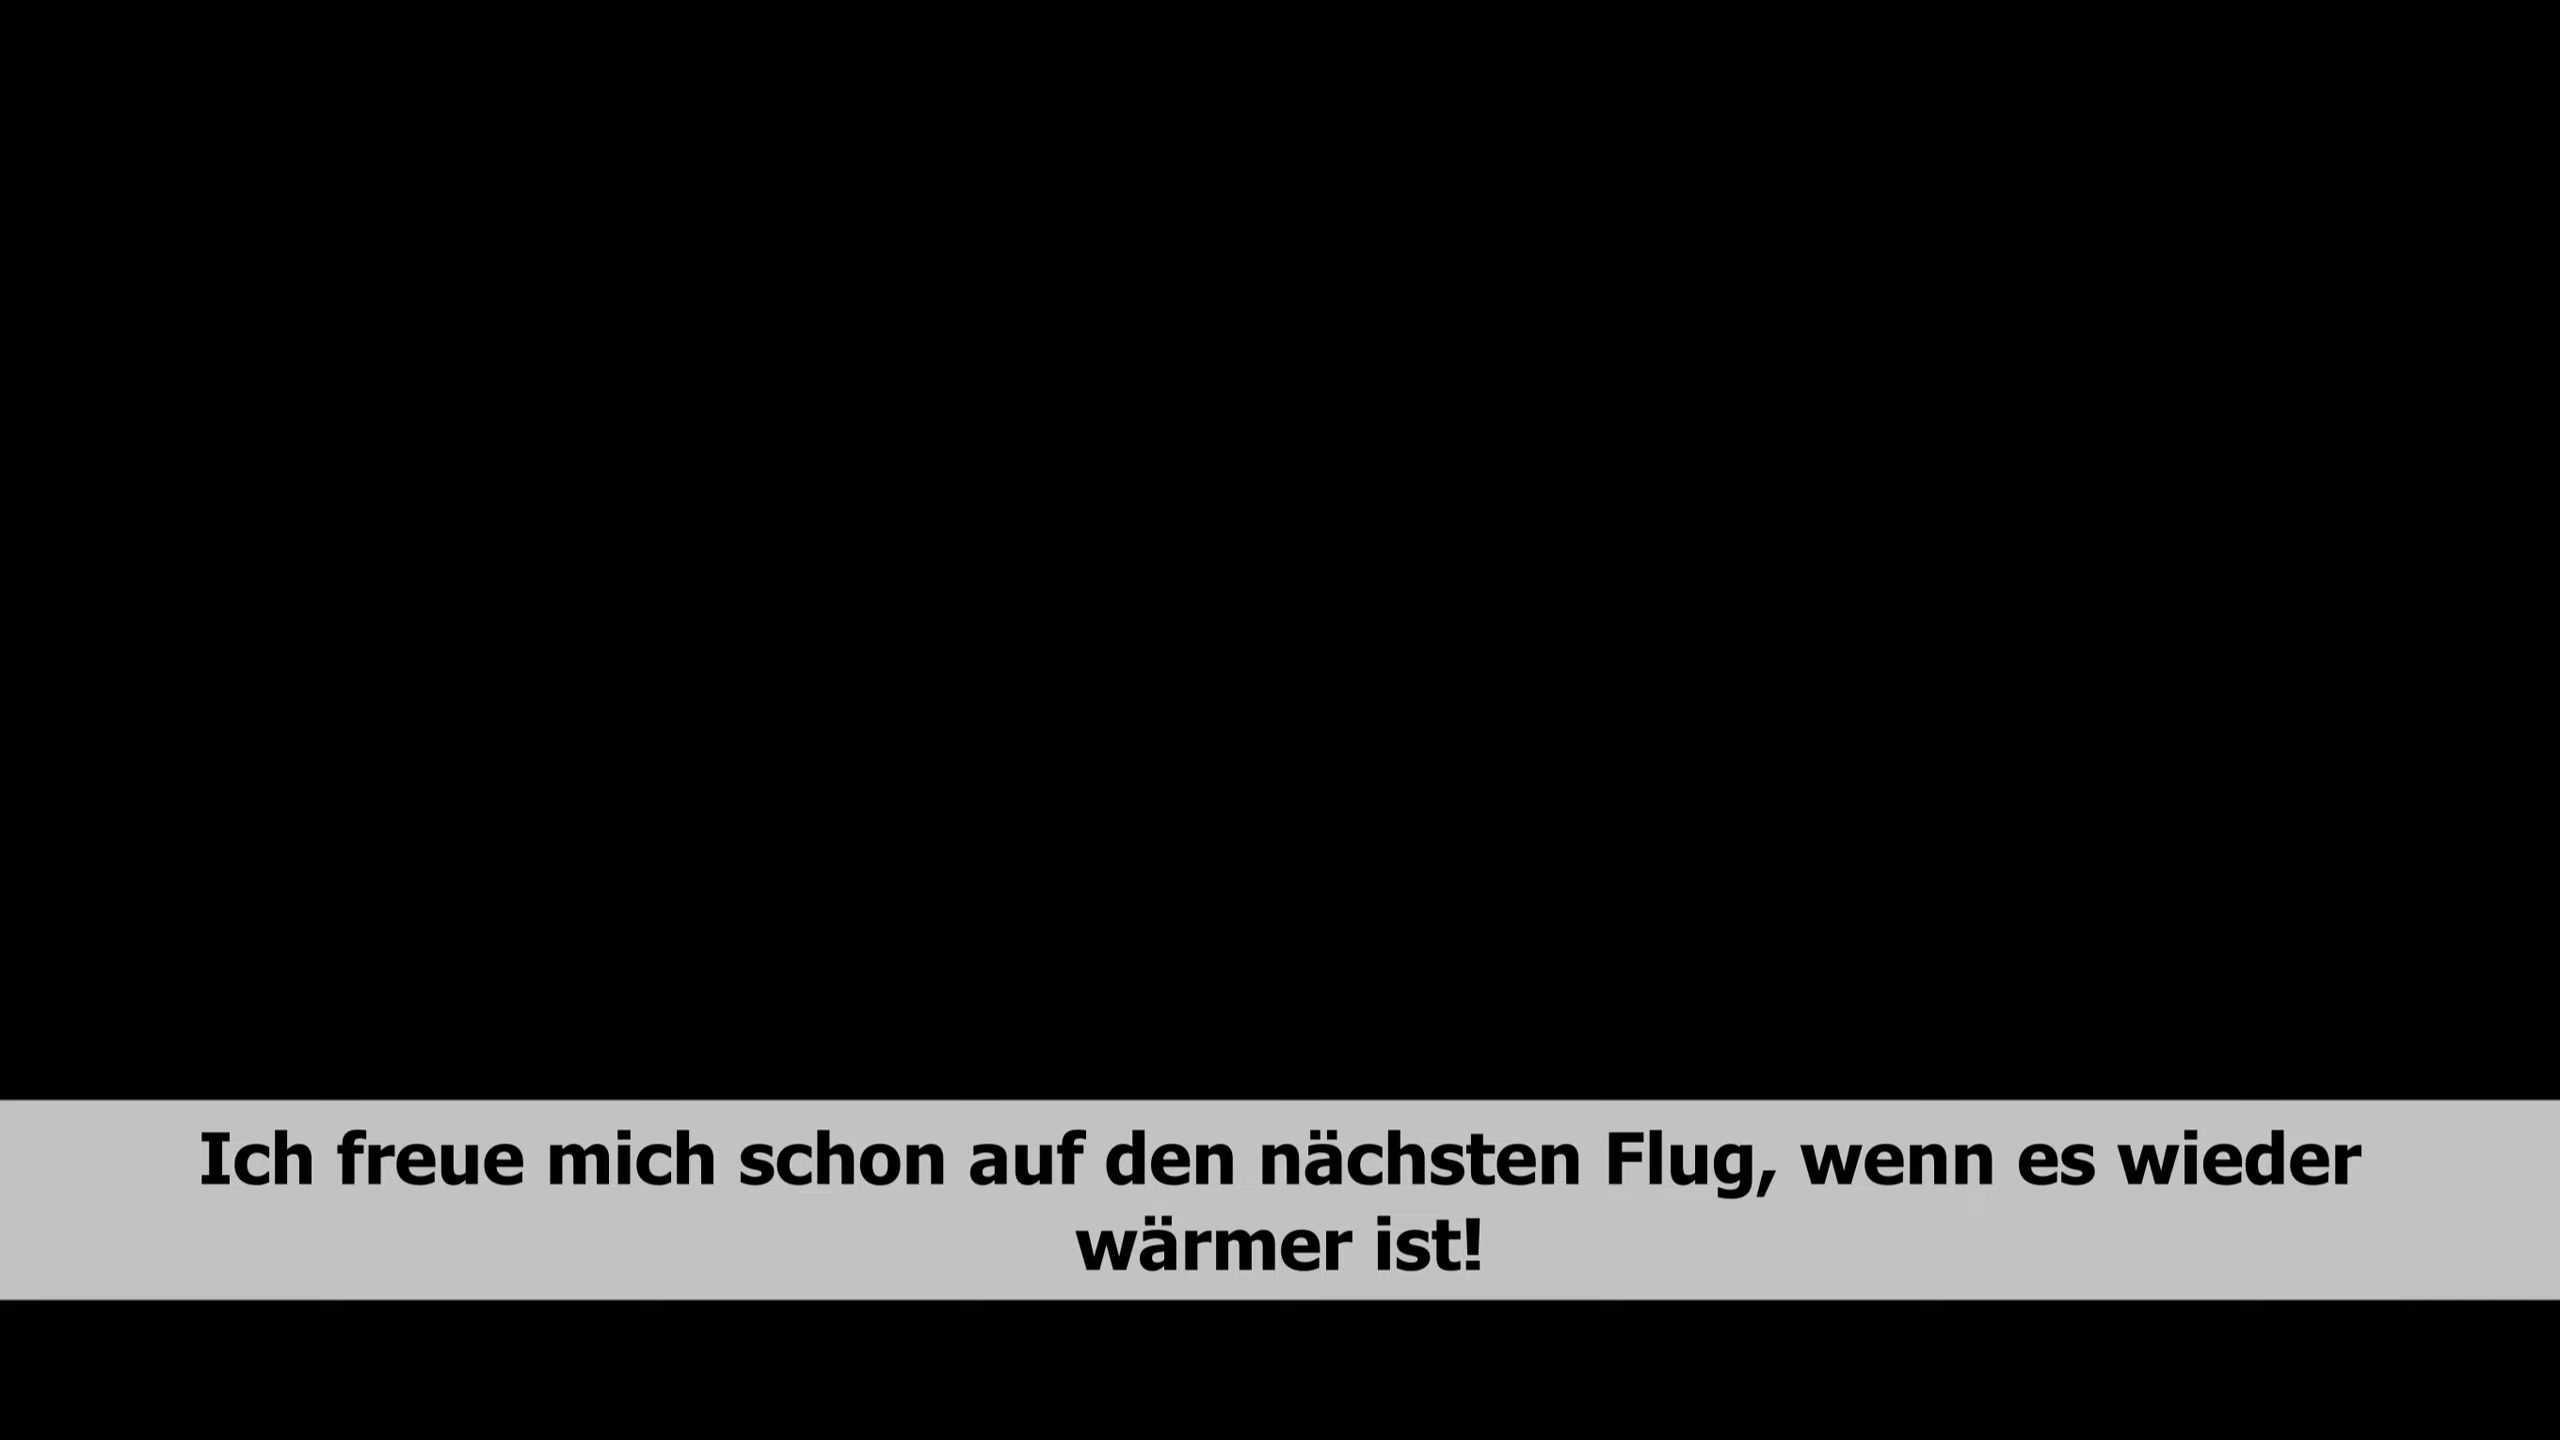 Ich freue mich schon auf den nächsten Flug, wenn es wieder
wärmer ist!